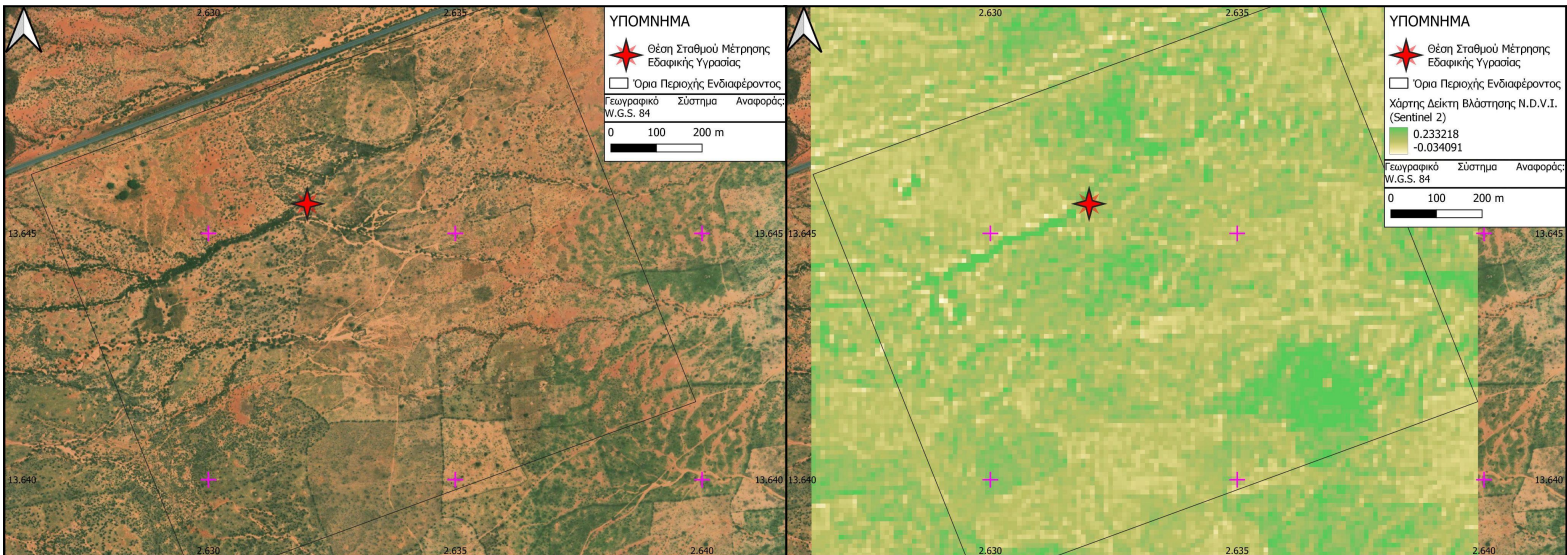 2.630
2.635
ΥΠΟΜΝΗΜΑ
Θέση Σταθμού Μέτρησης
Εδαφικής Υγρασίας
Όρια Περιοχής Ενδιαφέροντος
Γεωγραφικό Σύστημα Αναφοράς:
W.G.S. 84
0 100 200 m
13.645
13.645
13.640
13.640
2.630
2.635
2.640
2.630
2.635
ΥΠΟΜΝΗΜΑ
Θέση Σταθμού Μέτρησης
Εδαφικής Υγρασίας
Όρια Περιοχής Ενδιαφέροντος
Χάρτης Δείκτη Βλάστησης N.D.V.I.
(Sentinel 2)
0.233218
-0.034091
Γεωγραφικό Σύστημα Αναφοράς:
W.G.S. 84
0 100 200 m
13.645
13.645
13.640
13.640
2.630
2.635
2.640